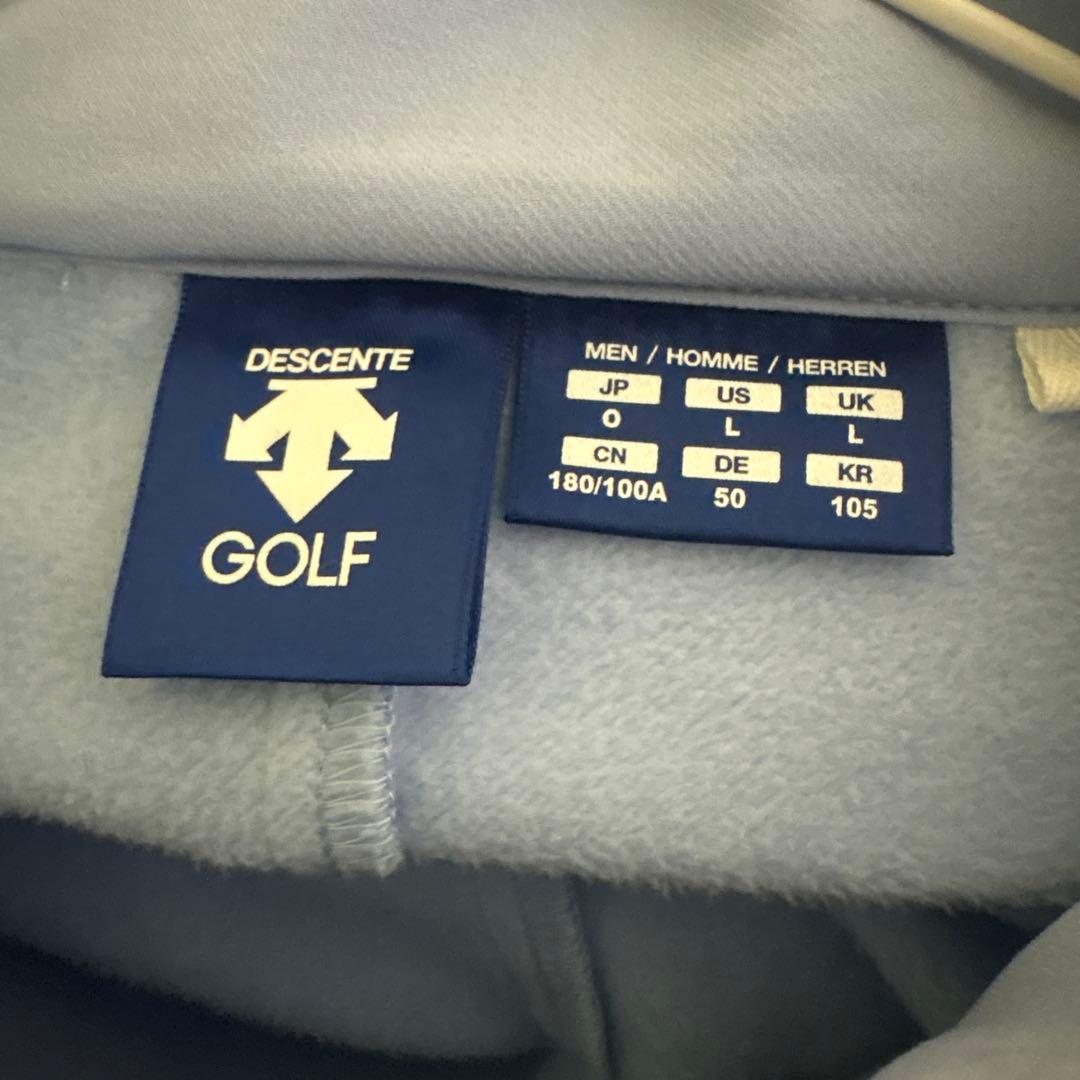 DESCENTE
GOLF
MEN / HOMME / HERREN
JP US UK
O L L
CN DE KR
180/100A 50 105